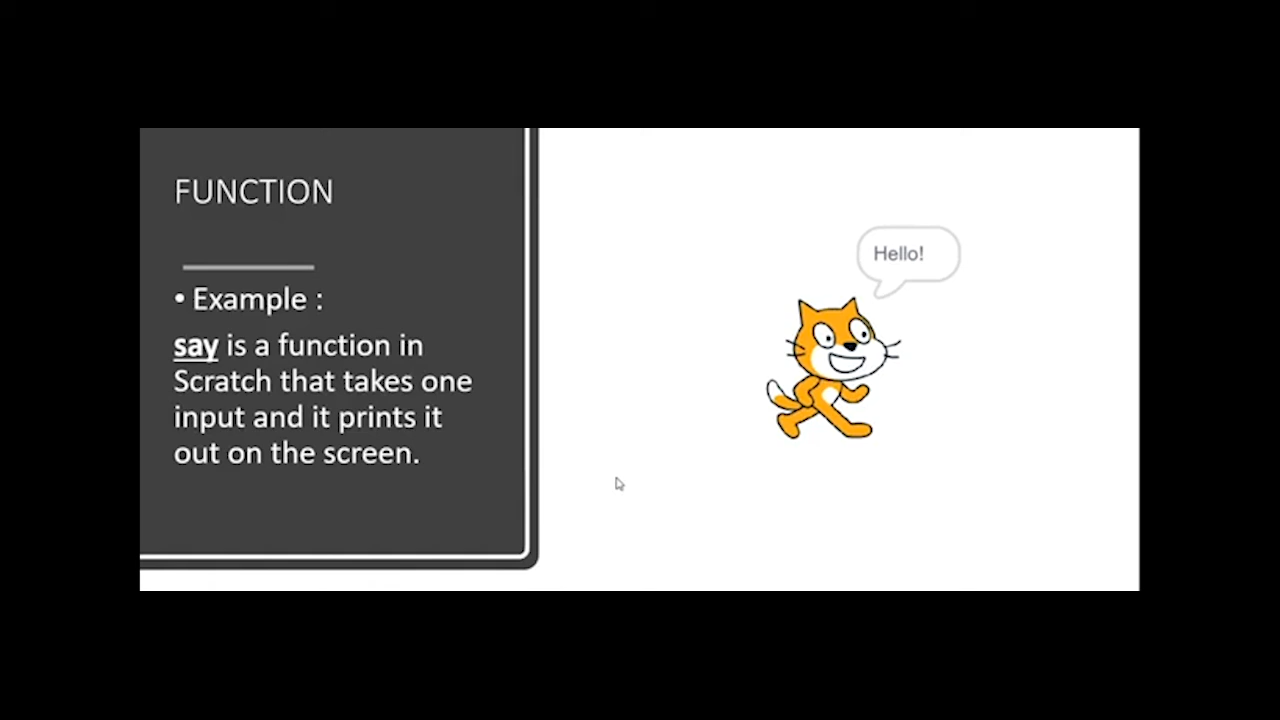 FUNCTION
• Example :
say is a function in
Scratch that takes one
input and it prints it
out on the screen.
Hello!